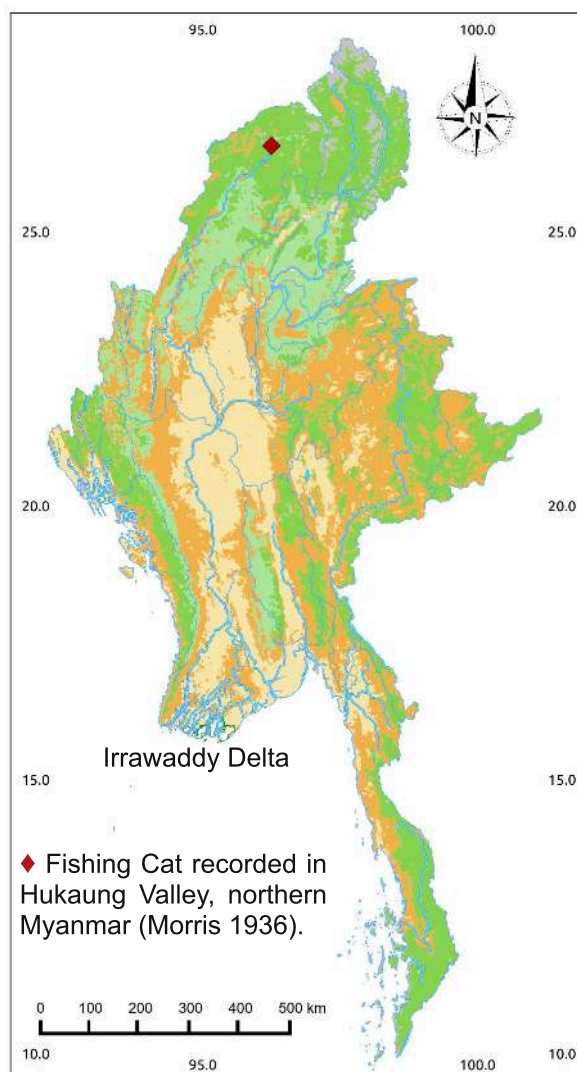 95.0 100.0
N
25.0 25.0
20.0 20.0
Irrawaddy Delta
15.0 15.0
♦ Fishing Cat recorded in
Hukaung Valley, northern
Myanmar (Morris 1936).
0 100 200 300 400 500 km
10.0 10.0
95.0 100.0